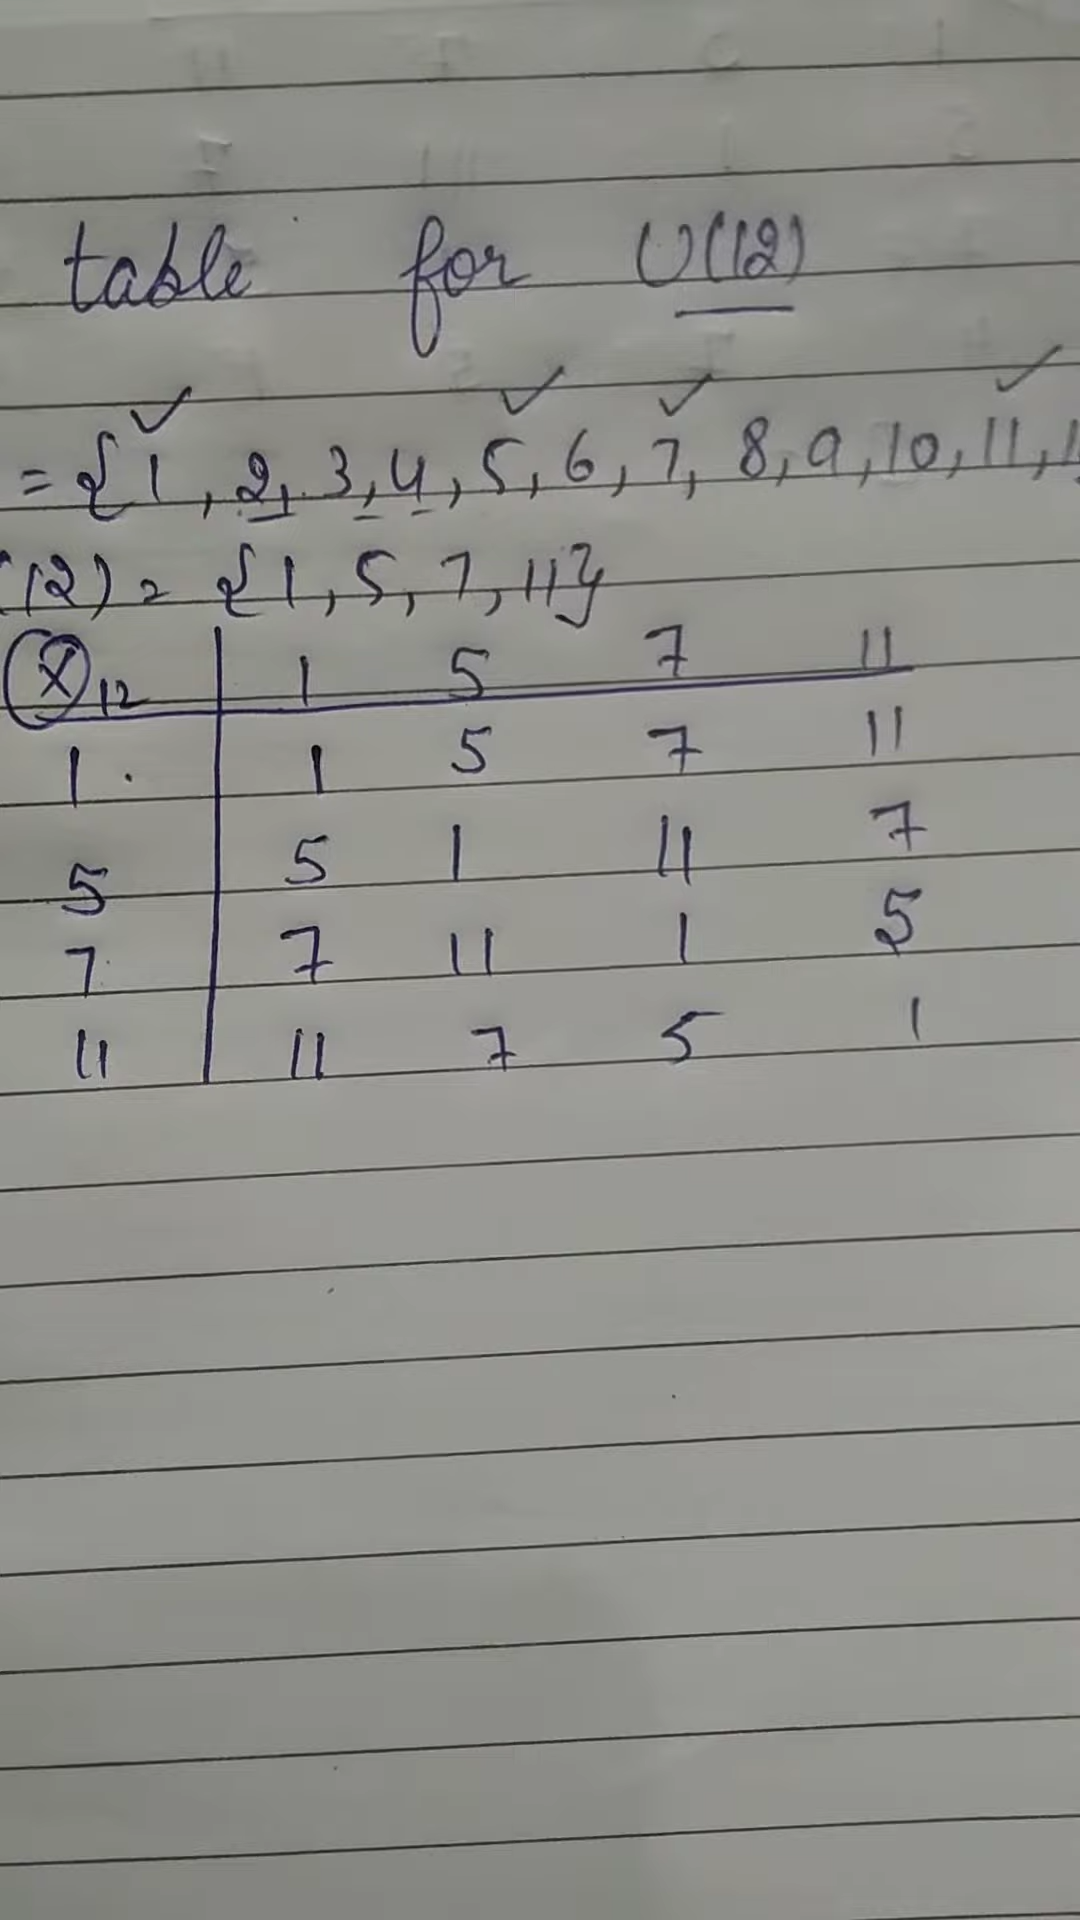 table for U(12)
= {1, 2, 3, 4, 5, 6, 7, 8, 9, 10, 11,
(12) = {1, 5, 7, 11}
⊗12 1 5 7 11
1 1 5 7 11
5 5 1 11 7
7 7 11 1 5
11 11 7 5 1